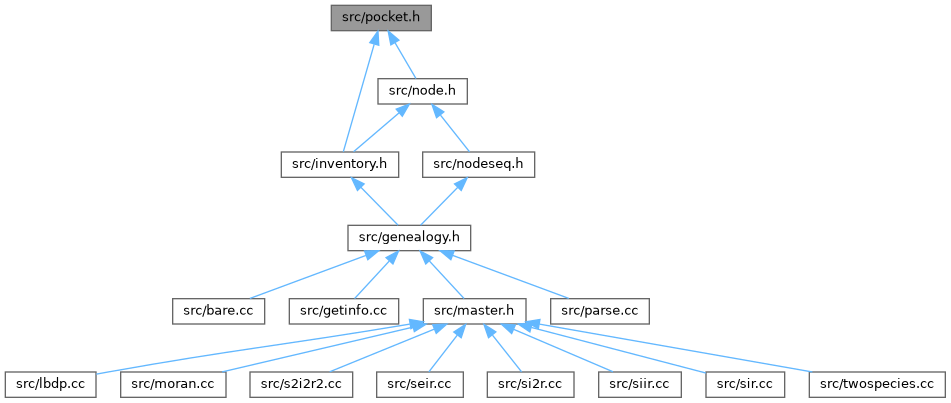 src/pocket.h
src/node.h
src/inventory.h
src/nodeseq.h
src/genealogy.h
src/bare.cc
src/getinfo.cc
src/master.h
src/parse.cc
src/lbdp.cc
src/moran.cc
src/s2i2r2.cc
src/seir.cc
src/si2r.cc
src/siir.cc
src/sir.cc
src/twospecies.cc